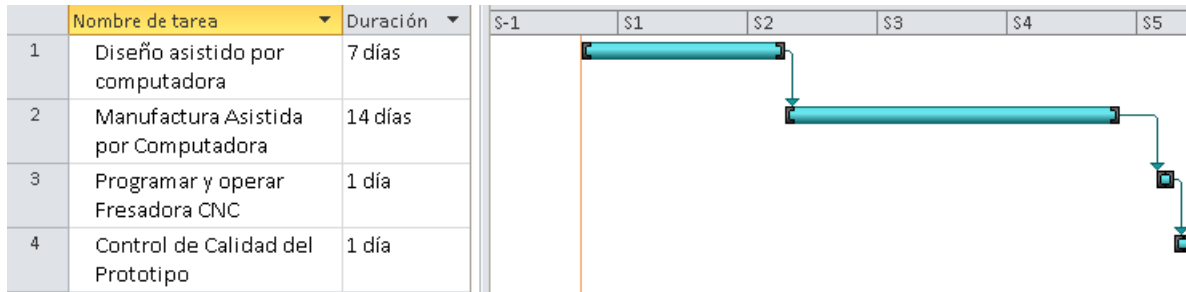 Nombre de tarea Duración S-1 S1 S2 S3 S4 S5
1 Diseño asistido por 7 días
computadora
2 Manufactura Asistida 14 días
por Computadora
3 Programar y operar 1 día
Fresadora CNC
4 Control de Calidad del 1 día
Prototipo